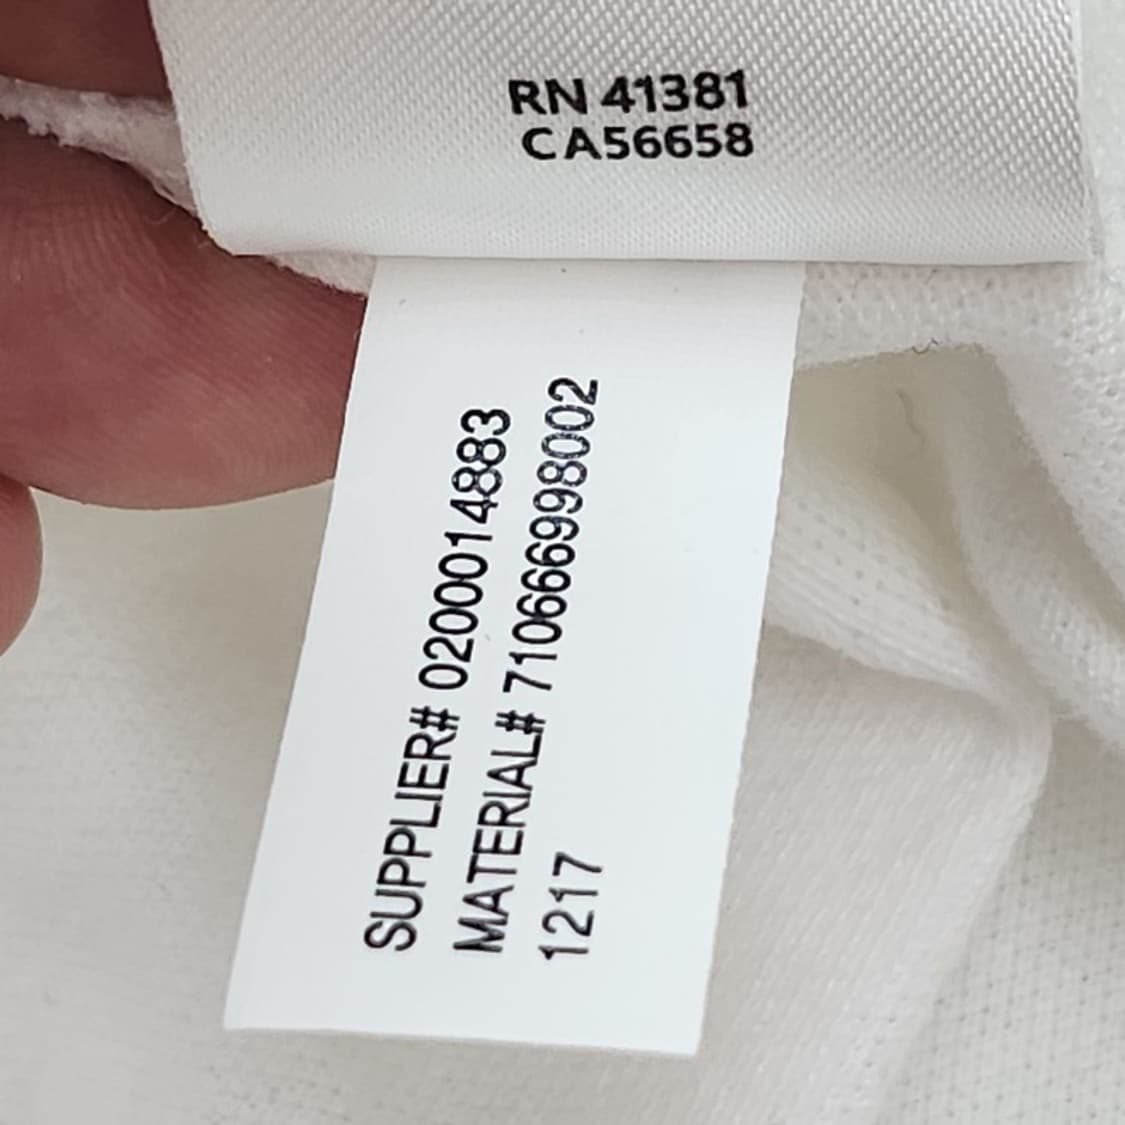 RN 41381
CA56658
SUPPLIER# 0200014883
MATERIAL# 710666998002
1217